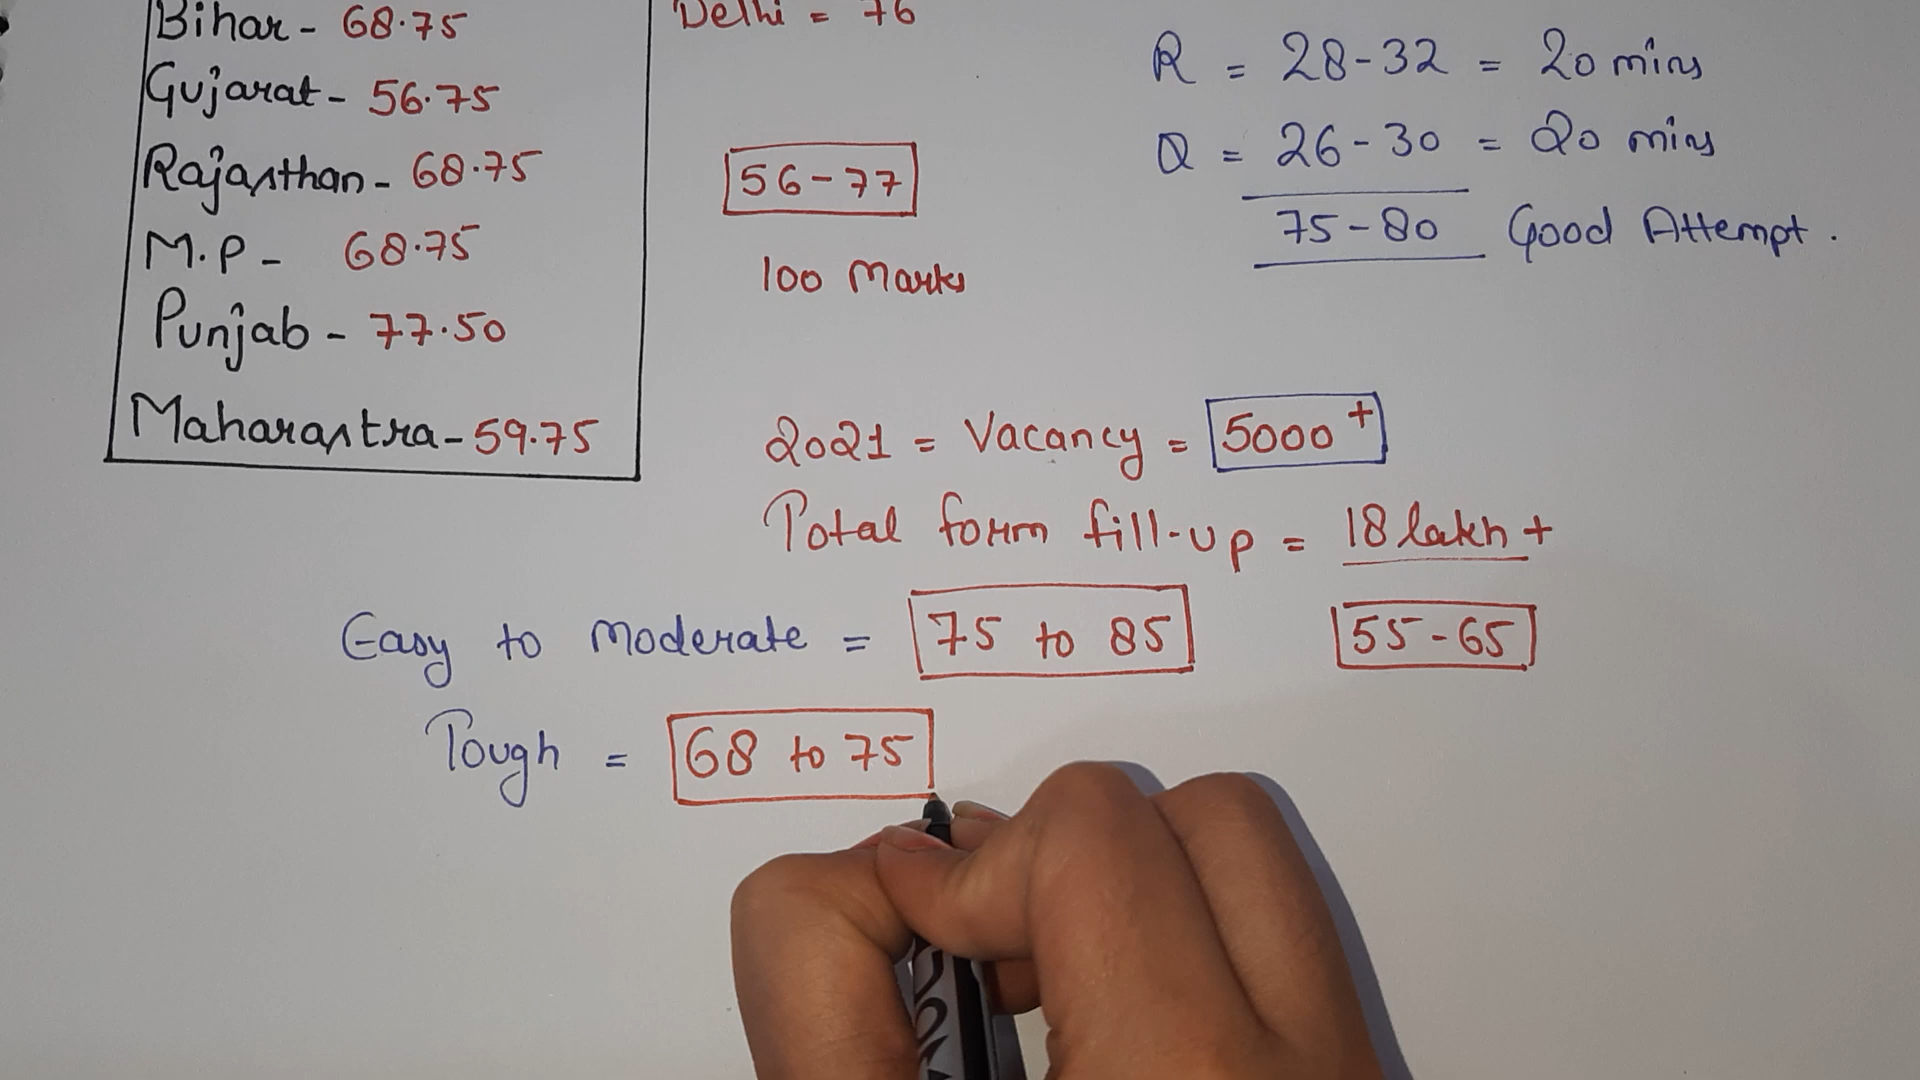 Bihar - 68.75
Gujarat - 56.75
Rajasthan - 68.75
M.P - 68.75
Punjab - 77.50
Maharastra - 59.75
Delhi = 76
56-77
100 Marks
R = 28-32 = 20 mins
Q = 26-30 = 20 mins
75-80 Good Attempt.
2021 = Vacancy = 5000+
Total form fill-up = 18 lakh +
Easy to moderate = 75 to 85
55-65
Tough = 68 to 75